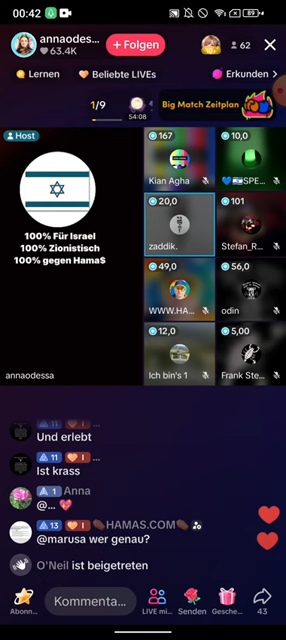 00:42
89
annaodes...
63.4K
+ Folgen
62
Lernen
Beliebte LIVEs
Erkunden
1/9
54:08
Big Match Zeitplan
Host
100% Für Israel
100% Zionistisch
100% gegen Hama$
annaodessa
167
Kian Agha
10,0
SPE...
20,0
zaddik.
101
Stefan_R...
49,0
WWW.HA...
56,0
odin
12,0
Ich bin's 1
5,00
Frank Ste...
11 1 ...
Und erlebt
11 1 ...
Ist krass
1 Anna
@... 💖
13 1 HAMAS.COM
@marusa wer genau?
O'Neil ist beigetreten
Abonn...
Kommenta...
LIVE mi...
Senden
Gesche...
43